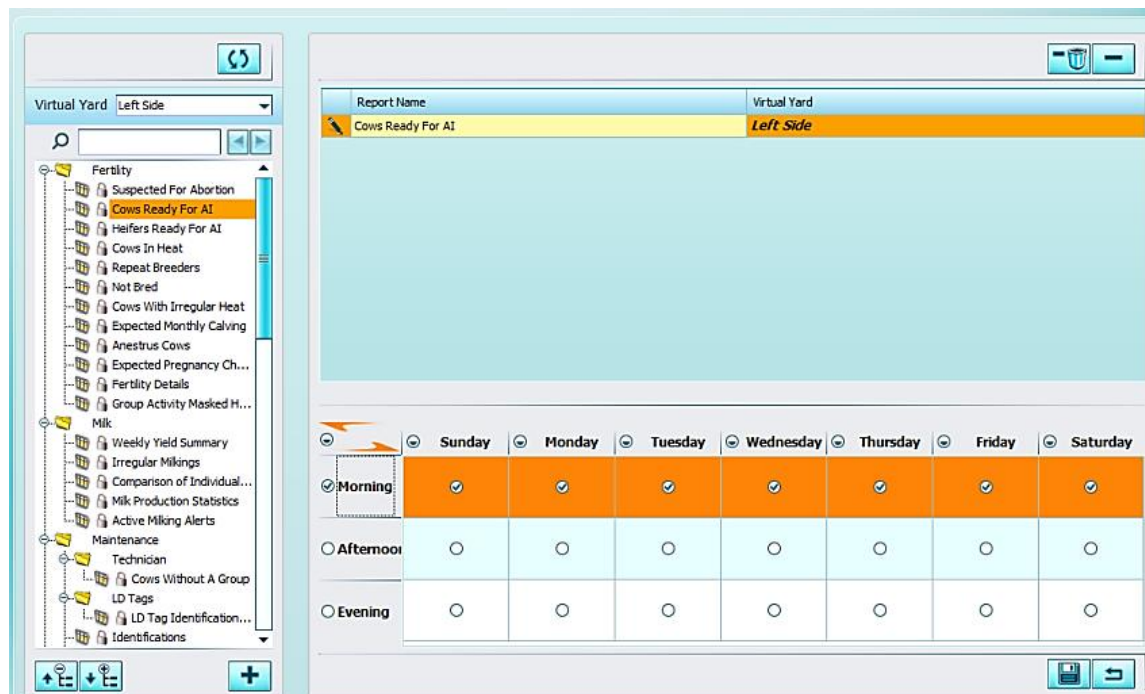 Virtual Yard Left Side
Fertility
Suspected For Abortion
Cows Ready For AI
Heifers Ready For AI
Cows In Heat
Repeat Breeders
Not Bred
Cows With Irregular Heat
Expected Monthly Calving
Anestrus Cows
Expected Pregnancy Ch...
Fertility Details
Group Activity Masked H...
Milk
Weekly Yield Summary
Irregular Milkings
Comparison of Individual...
Milk Production Statistics
Active Milking Alerts
Maintenance
Technician
Cows Without A Group
LD Tags
LD Tag Identification...
Identifications
Report Name Virtual Yard
Cows Ready For AI Left Side
Sunday Monday Tuesday Wednesday Thursday Friday Saturday
Morning
Afternoon
Evening